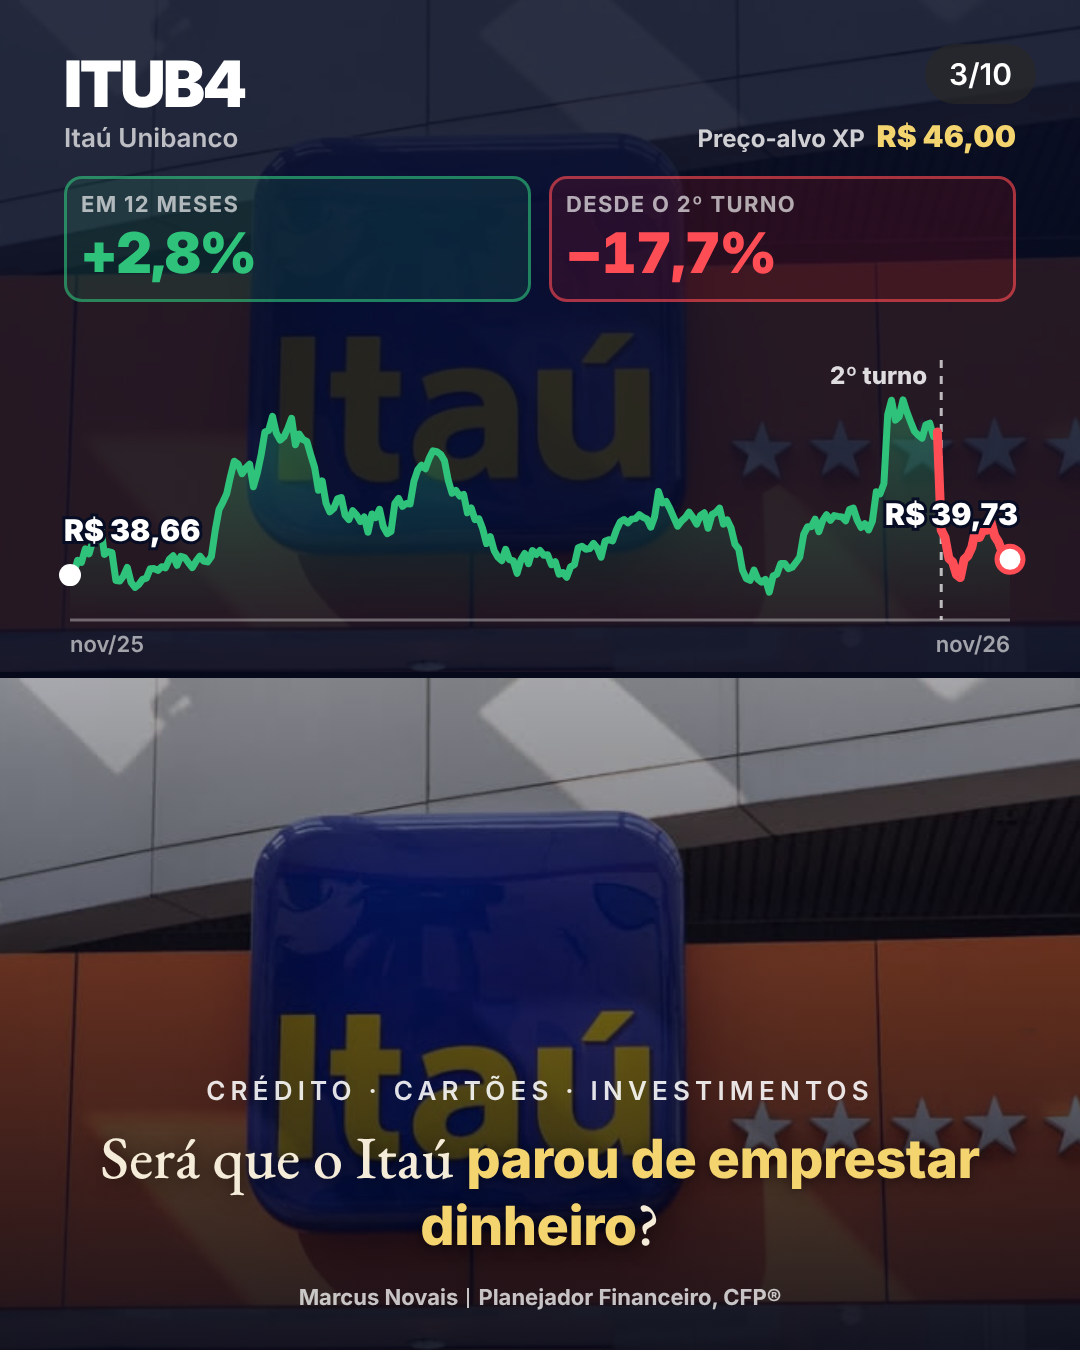 ITUB4
3/10
Itaú Unibanco
Preço-alvo XP R$ 46,00
EM 12 MESES
+2,8%
DESDE O 2º TURNO
−17,7%
Itaú
2º turno
R$ 38,66
R$ 39,73
nov/25
nov/26
Itaú
CRÉDITO · CARTÕES · INVESTIMENTOS
Será que o Itaú parou de emprestar
dinheiro?
Marcus Novais | Planejador Financeiro, CFP®